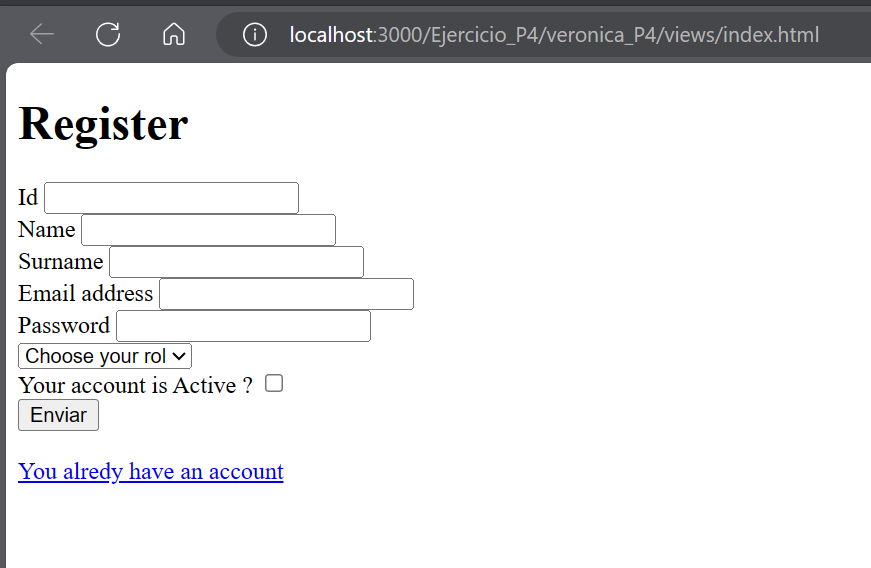 localhost:3000/Ejercicio_P4/veronica_P4/views/index.html
Register
Id
Name
Surname
Email address
Password
Choose your rol
Your account is Active ?
Enviar
You alredy have an account